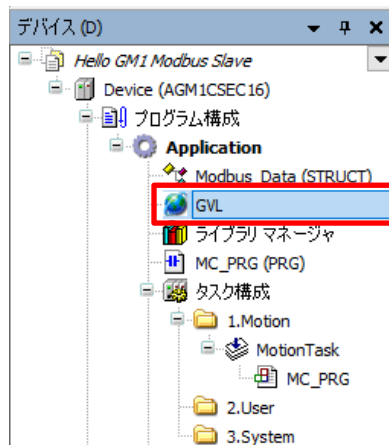 デバイス (D)
Hello GM1 Modbus Slave
Device (AGM1CSEC16)
プログラム構成
Application
Modbus_Data (STRUCT)
GVL
ライブラリ マネージャ
MC_PRG (PRG)
タスク構成
1.Motion
MotionTask
MC_PRG
2.User
3.System